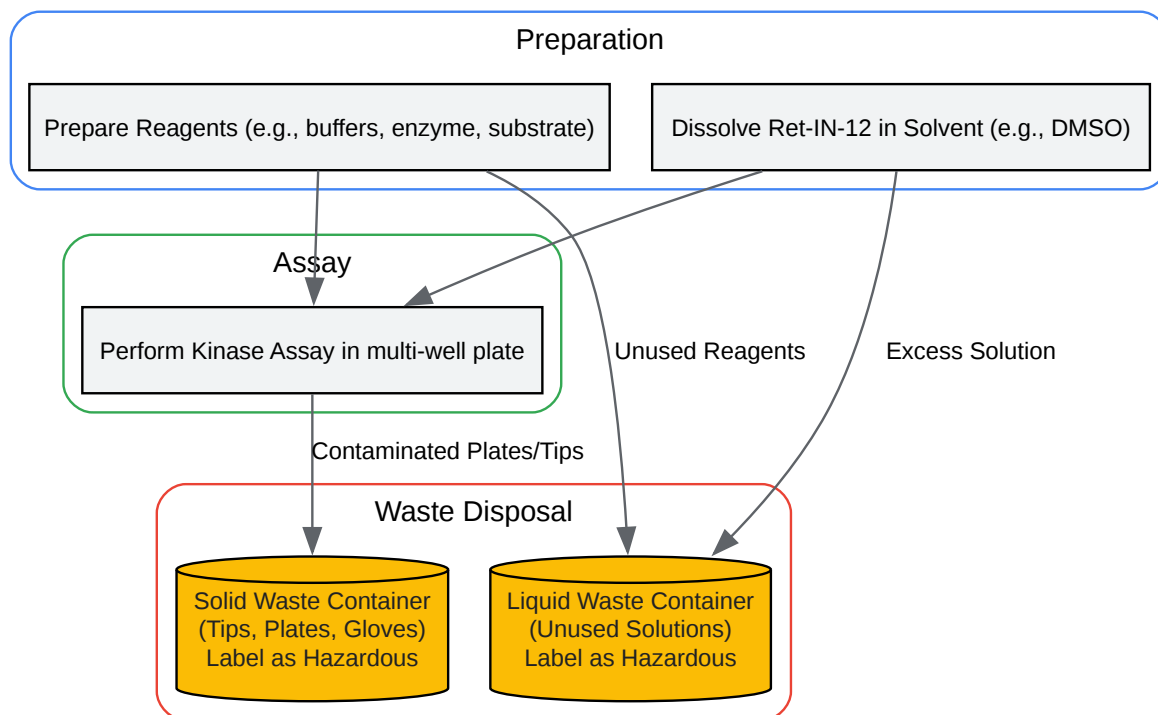 Preparation
Prepare Reagents (e.g., buffers, enzyme, substrate)
Dissolve Ret-IN-12 in Solvent (e.g., DMSO)
Assay
Perform Kinase Assay in multi-well plate
Unused Reagents
Excess Solution
Contaminated Plates/Tips
Waste Disposal
Solid Waste Container
(Tips, Plates, Gloves)
Label as Hazardous
Liquid Waste Container
(Unused Solutions)
Label as Hazardous